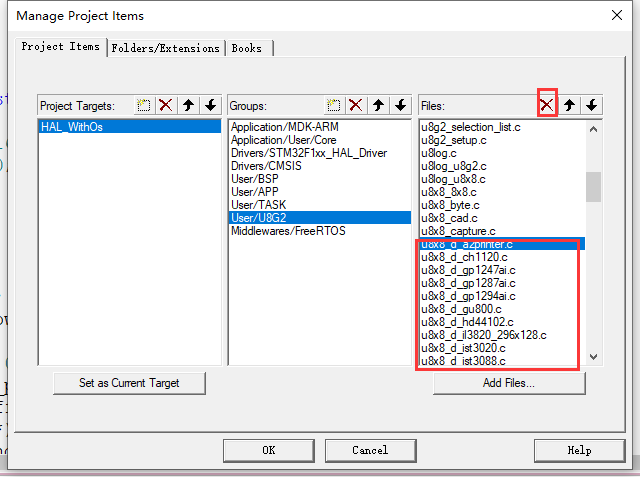 Manage Project Items
Project Items Folders/Extensions Books
Project Targets:
HAL_WithOs
Set as Current Target
Groups:
Application/MDK-ARM
Application/User/Core
Drivers/STM32F1xx_HAL_Driver
Drivers/CMSIS
User/BSP
User/APP
User/TASK
User/U8G2
Middlewares/FreeRTOS
Files:
u8g2_selection_list.c
u8g2_setup.c
u8log.c
u8log_u8g2.c
u8log_u8x8.c
u8x8_8x8.c
u8x8_byte.c
u8x8_cad.c
u8x8_capture.c
u8x8_d_a2printer.c
u8x8_d_ch1120.c
u8x8_d_gp1247ai.c
u8x8_d_gp1287ai.c
u8x8_d_gp1294ai.c
u8x8_d_gu800.c
u8x8_d_hd44102.c
u8x8_d_il3820_296x128.c
u8x8_d_ist3020.c
u8x8_d_ist3088.c
Add Files...
OK Cancel Help